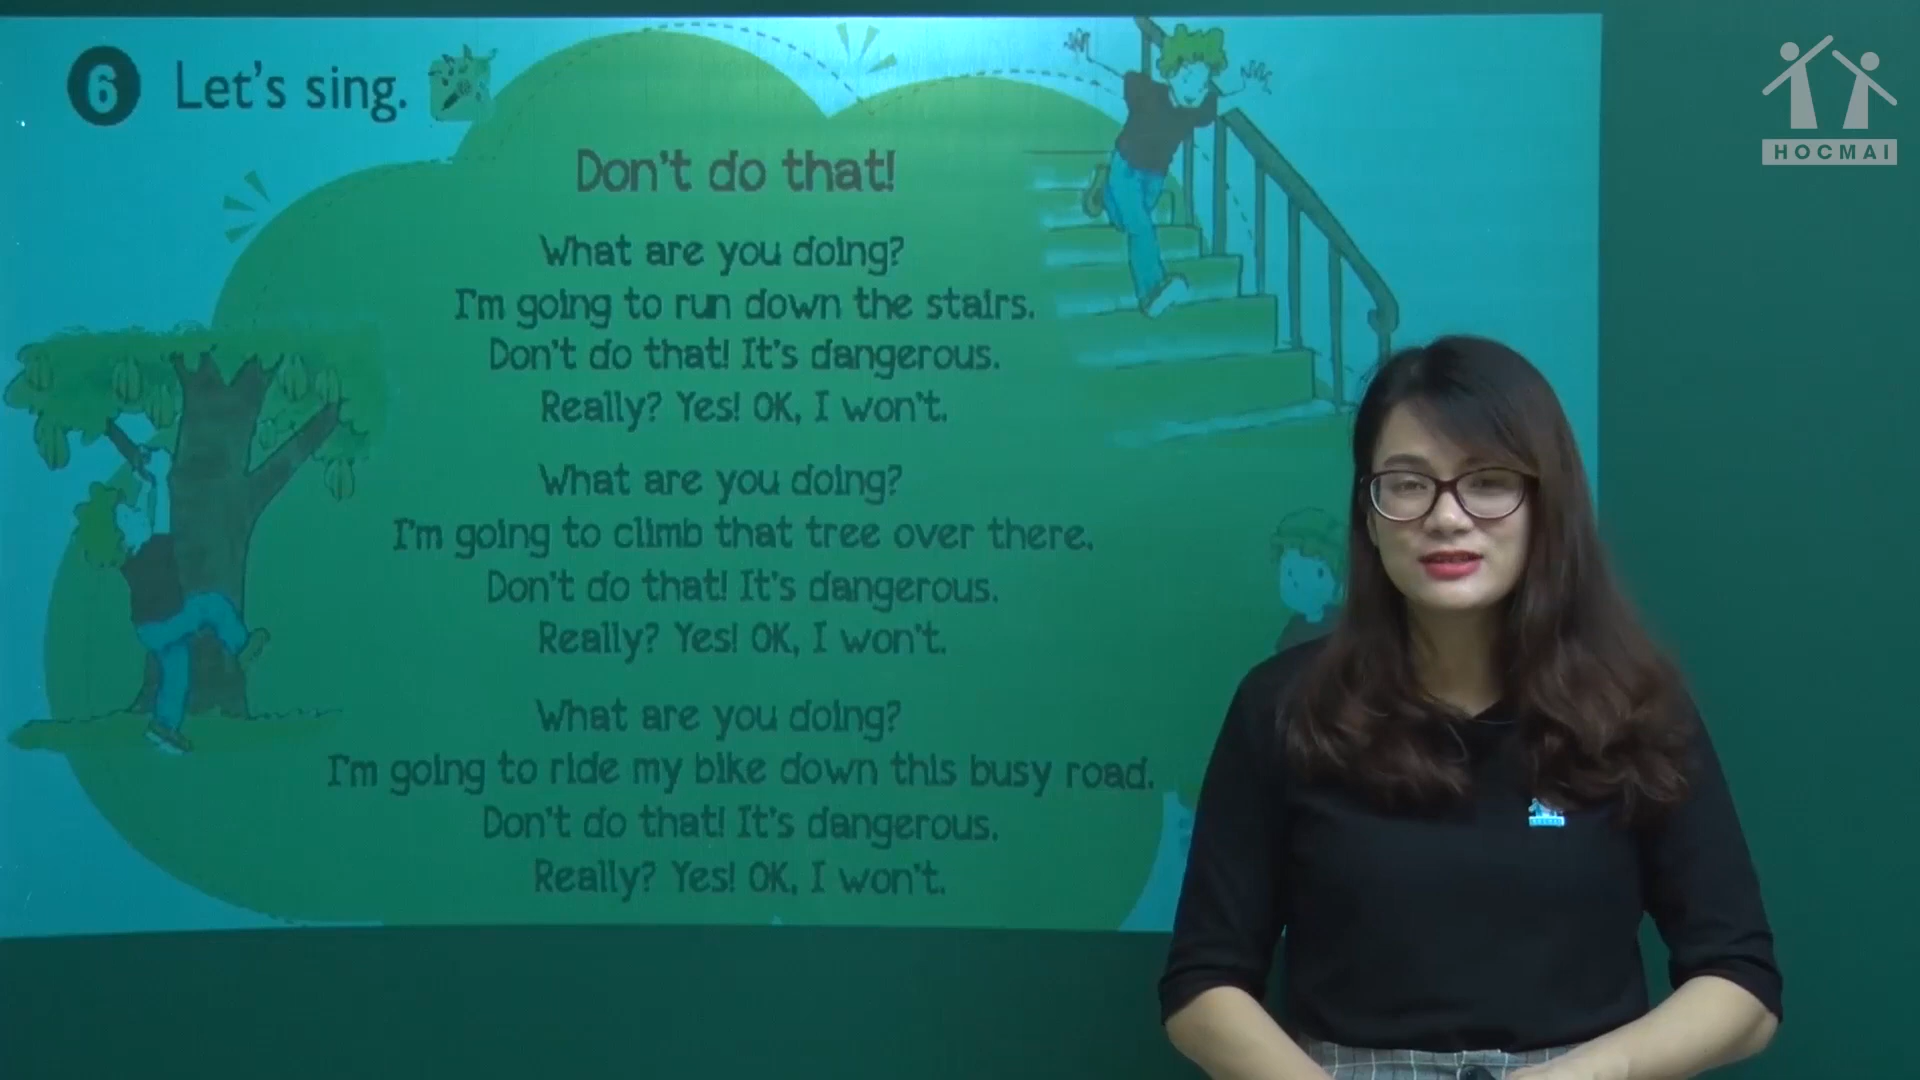 6 Let's sing.
HOCMAI
Don't do that!
What are you doing?
I'm going to run down the stairs.
Don't do that! It's dangerous.
Really? Yes! OK, I won't.
What are you doing?
I'm going to climb that tree over there.
Don't do that! It's dangerous.
Really? Yes! OK, I won't.
What are you doing?
I'm going to ride my bike down this busy road.
Don't do that! It's dangerous.
Really? Yes! OK, I won't.